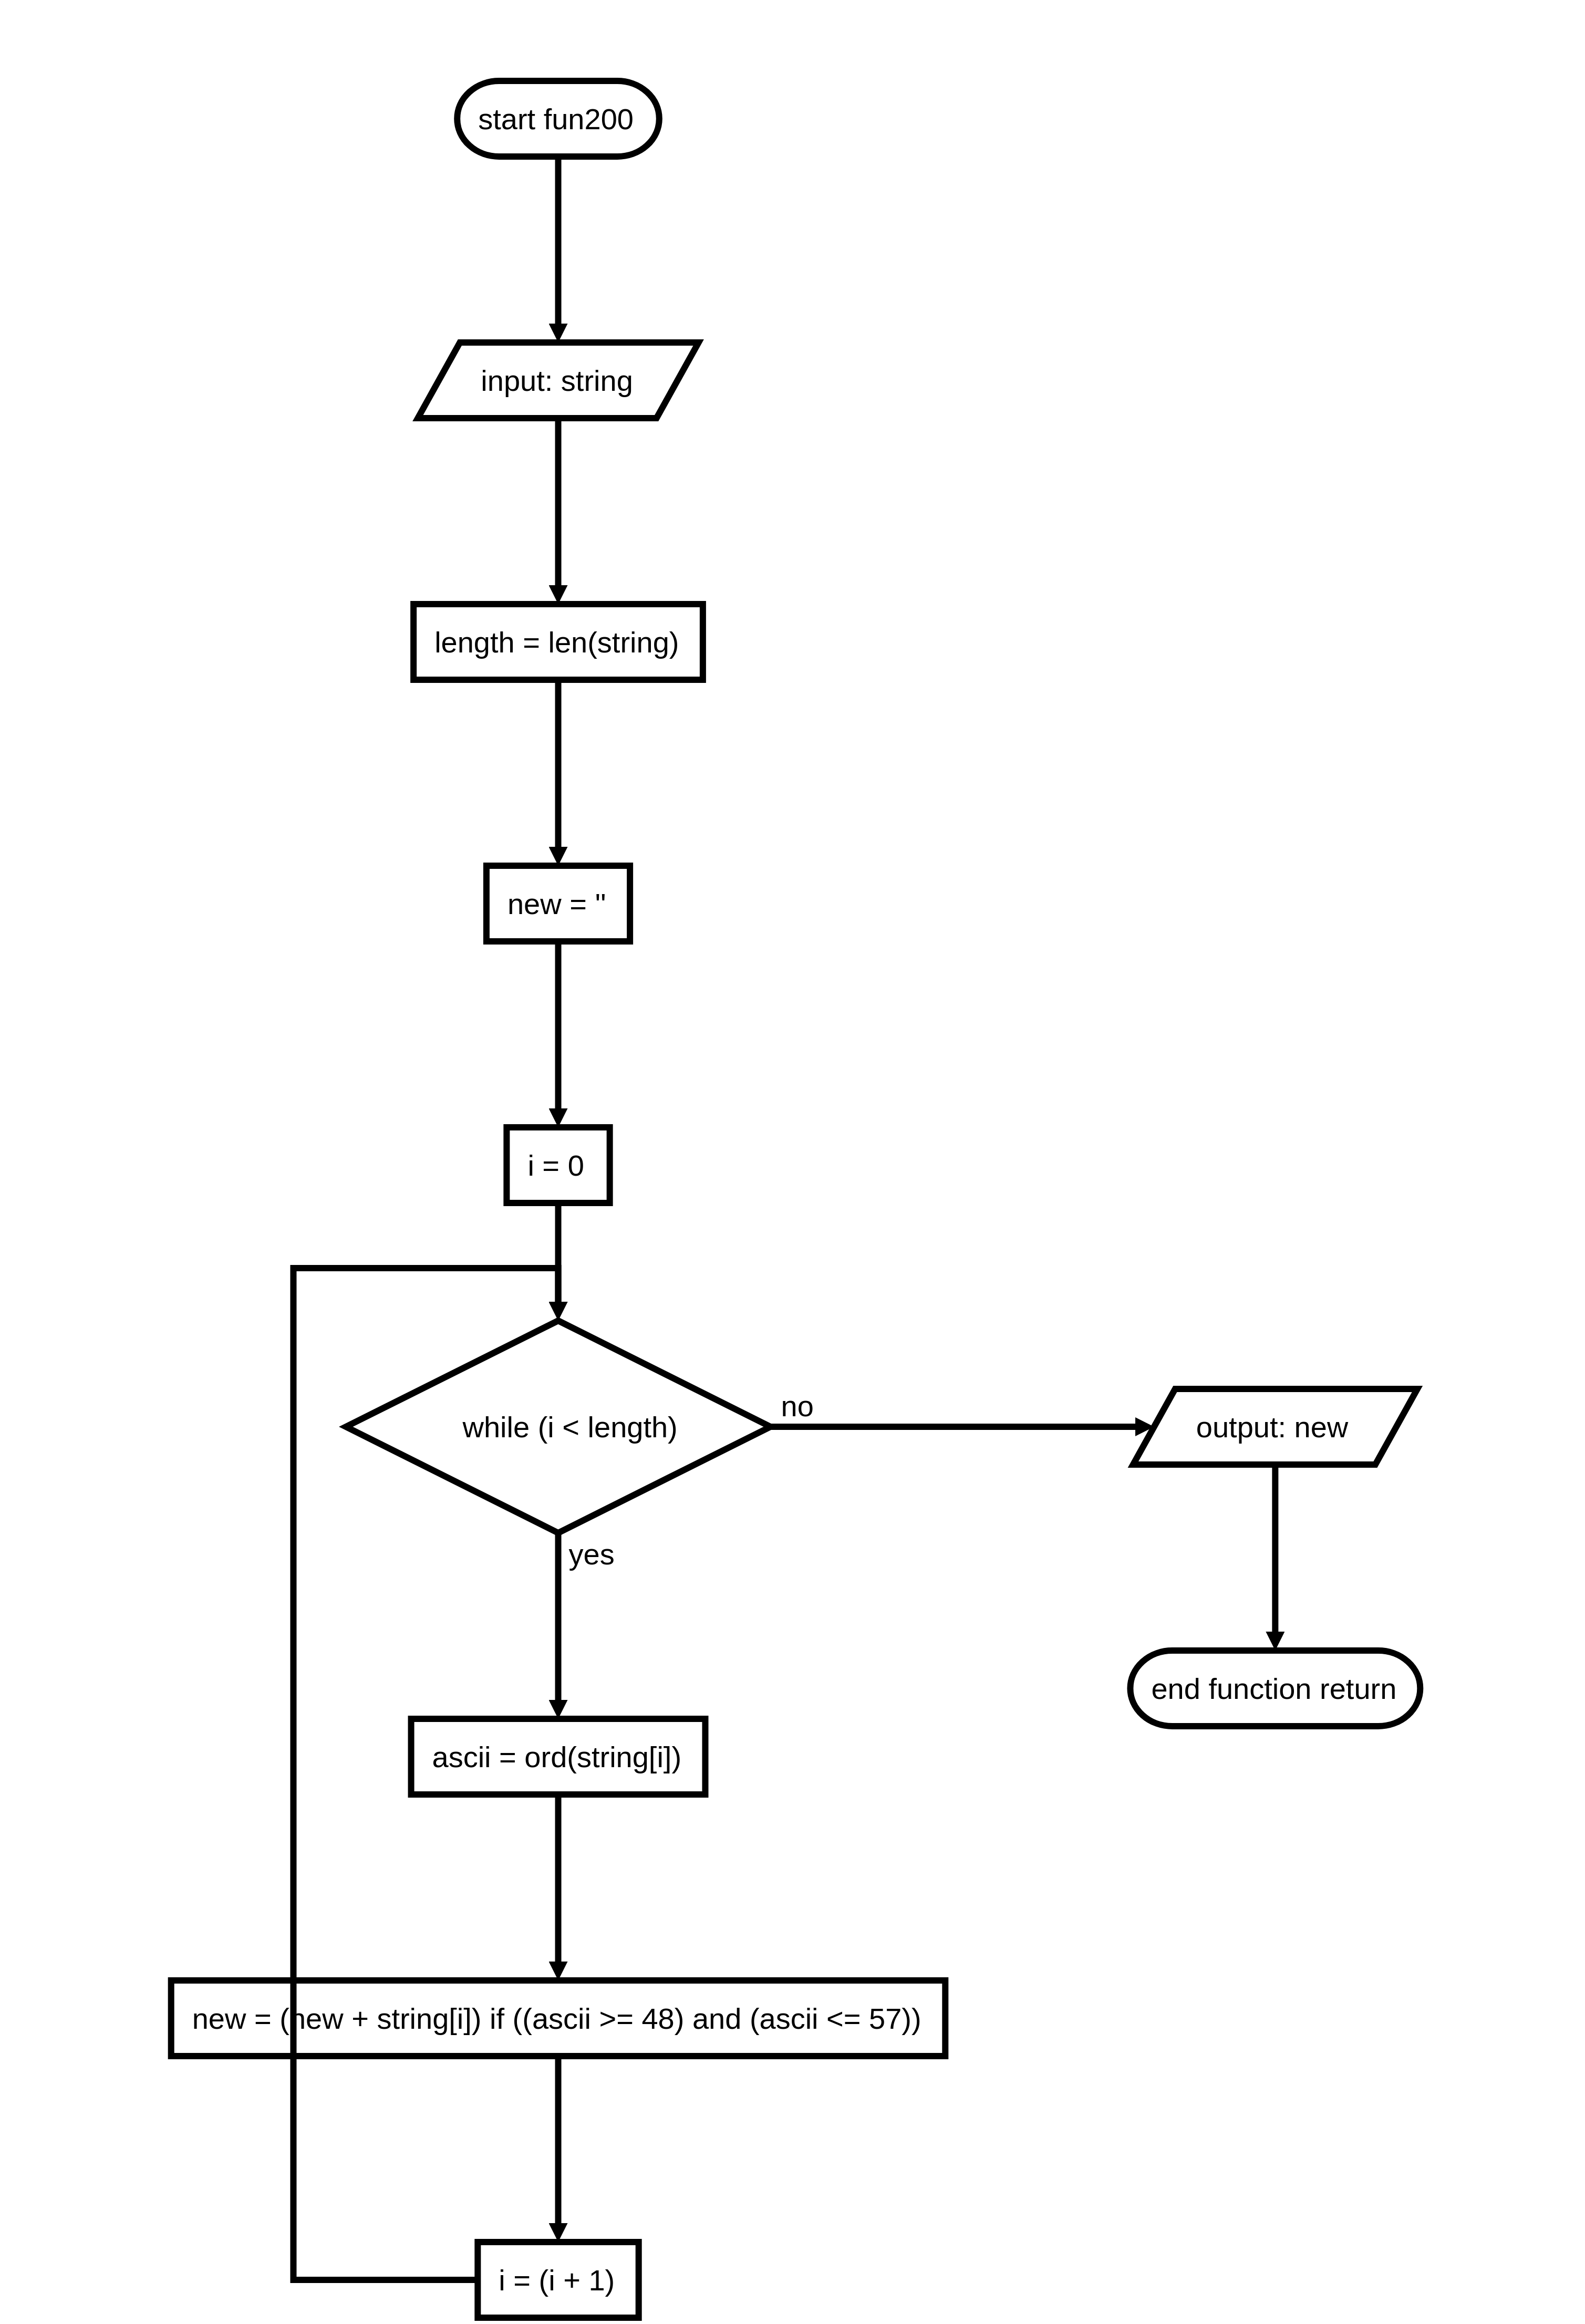 start fun200
input: string
length = len(string)
new = ''
i = 0
while (i < length)
no
output: new
yes
end function return
ascii = ord(string[i])
new = (new + string[i]) if ((ascii >= 48) and (ascii <= 57))
i = (i + 1)